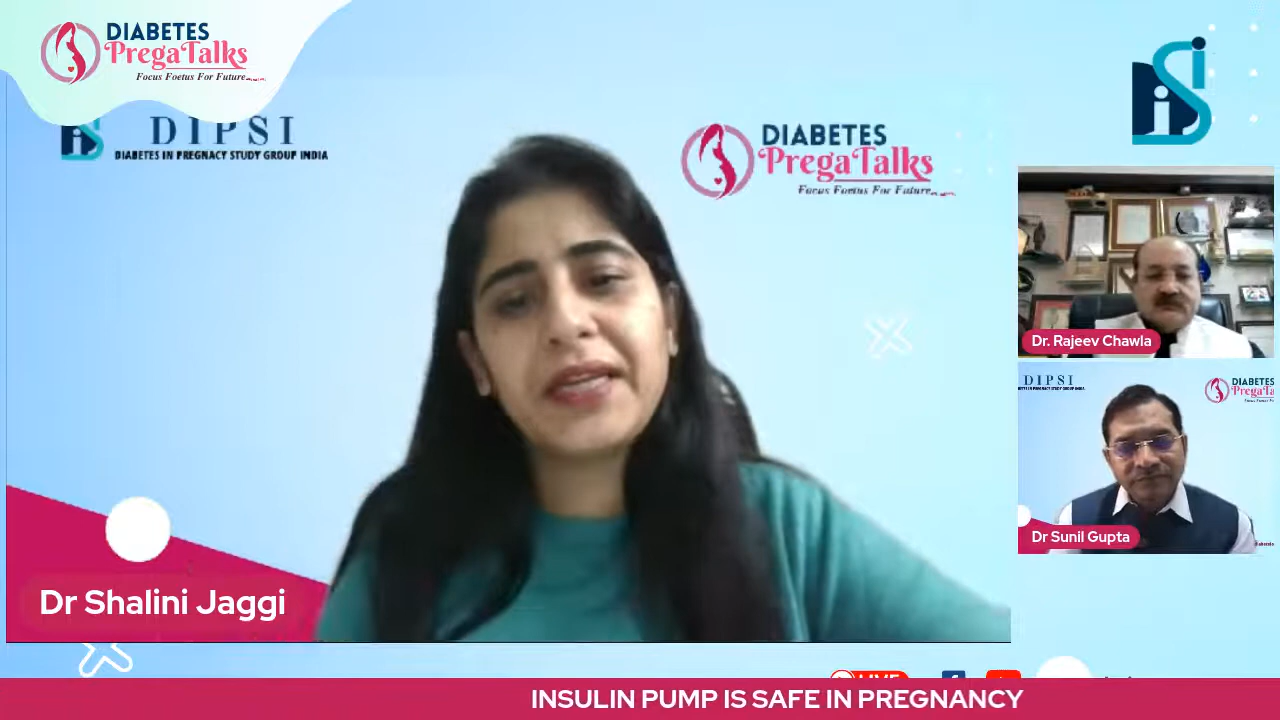 DIABETES
PregaTalks
Focus Foetus For Future
DIPSI
DIABETES IN PREGNANCY STUDY GROUP INDIA
DIABETES
PregaTalks
Focus Foetus For Future
Dr. Rajeev Chawla
DIPSI
DIABETES
Dr Sunil Gupta
Dr Shalini Jaggi
LIVE
INSULIN PUMP IS SAFE IN PREGNANCY